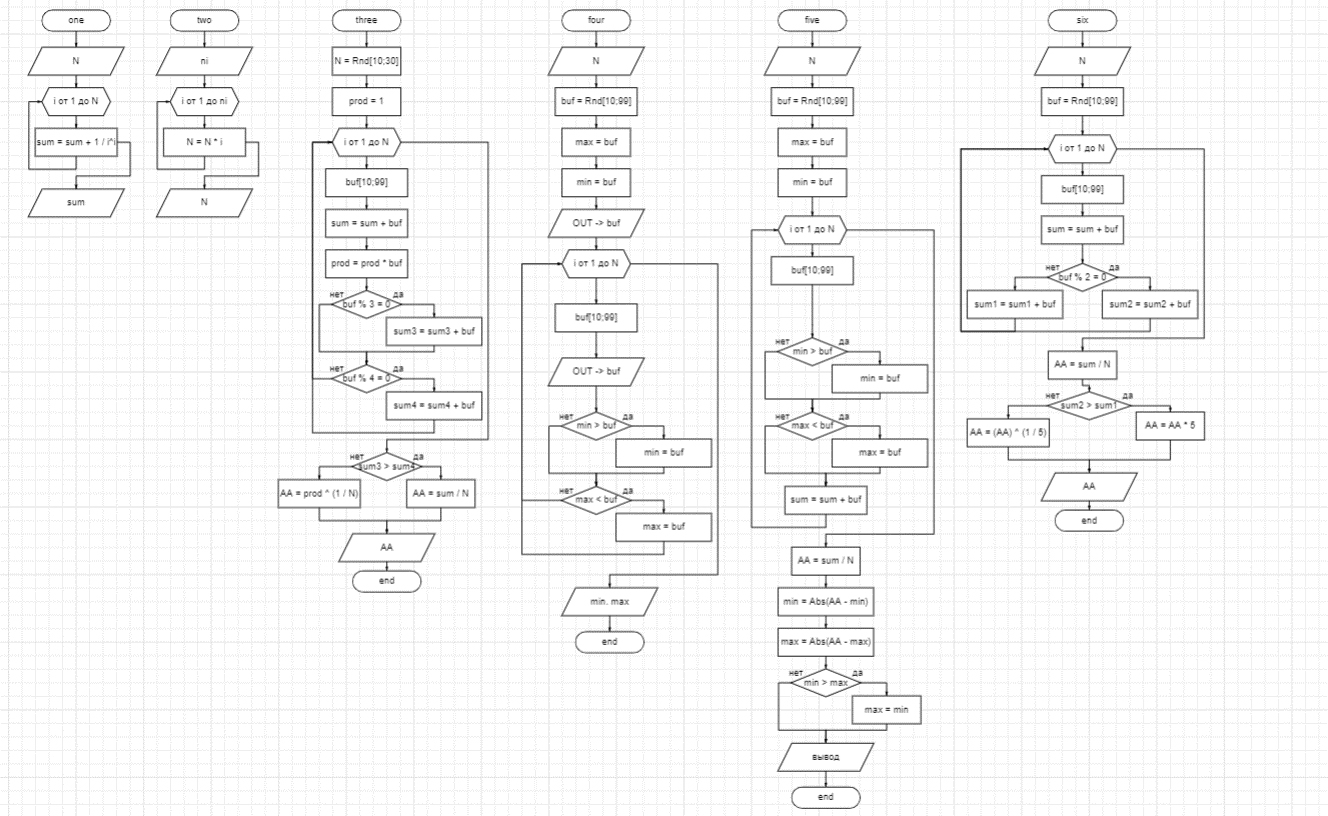 one
N
i от 1 до N
sum = sum + 1 / i*i
sum
two
ni
i от 1 до ni
N = N * i
N
three
N = Rnd[10;30]
prod = 1
i от 1 до N
buf[10;99]
sum = sum + buf
prod = prod * buf
нет
да
buf % 3 = 0
sum3 = sum3 + buf
нет
да
buf % 4 = 0
sum4 = sum4 + buf
нет
да
sum3 > sum4
AA = prod ^ (1 / N)
AA = sum / N
AA
end
four
N
buf = Rnd[10;99]
max = buf
min = buf
OUT -> buf
i от 1 до N
buf[10;99]
OUT -> buf
нет
да
min > buf
min = buf
нет
да
max < buf
max = buf
min. max
end
five
N
buf = Rnd[10;99]
max = buf
min = buf
i от 1 до N
buf[10;99]
нет
да
min > buf
min = buf
нет
да
max < buf
max = buf
sum = sum + buf
AA = sum / N
min = Abs(AA - min)
max = Abs(AA - max)
нет
да
min > max
max = min
вывод
end
six
N
buf = Rnd[10;99]
i от 1 до N
buf[10;99]
sum = sum + buf
нет
да
buf % 2 = 0
sum1 = sum1 + buf
sum2 = sum2 + buf
AA = sum / N
нет
да
sum2 > sum1
AA = (AA) ^ (1 / 5)
AA = AA * 5
AA
end